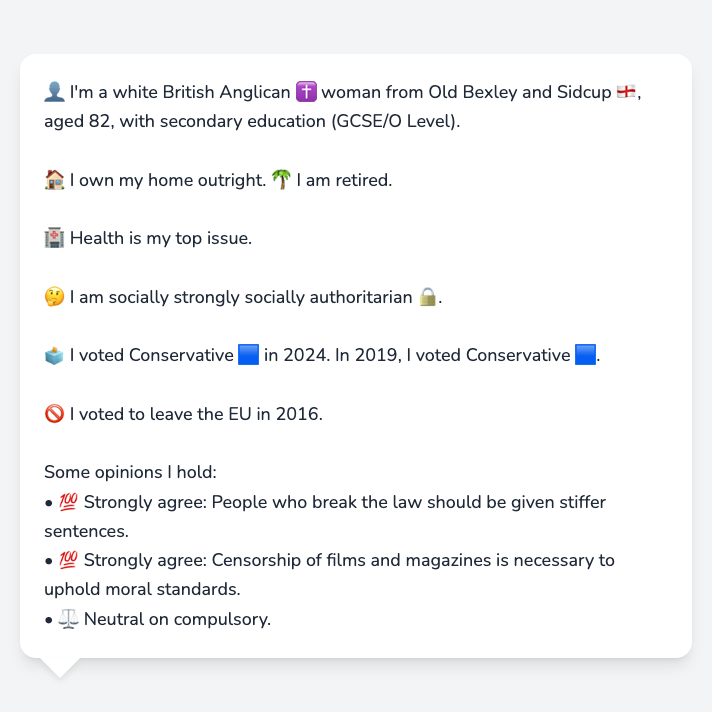 👤 I'm a white British Anglican ✝️ woman from Old Bexley and Sidcup 🏴󠁧󠁢󠁥󠁮󠁧󠁿,
aged 82, with secondary education (GCSE/O Level).
🏠 I own my home outright. 🌴 I am retired.
🏥 Health is my top issue.
🤔 I am socially strongly socially authoritarian 🔒.
🗳️ I voted Conservative 🟦 in 2024. In 2019, I voted Conservative 🟦.
🚫 I voted to leave the EU in 2016.
Some opinions I hold:
• 💯 Strongly agree: People who break the law should be given stiffer
sentences.
• 💯 Strongly agree: Censorship of films and magazines is necessary to
uphold moral standards.
• ⚖️ Neutral on compulsory.